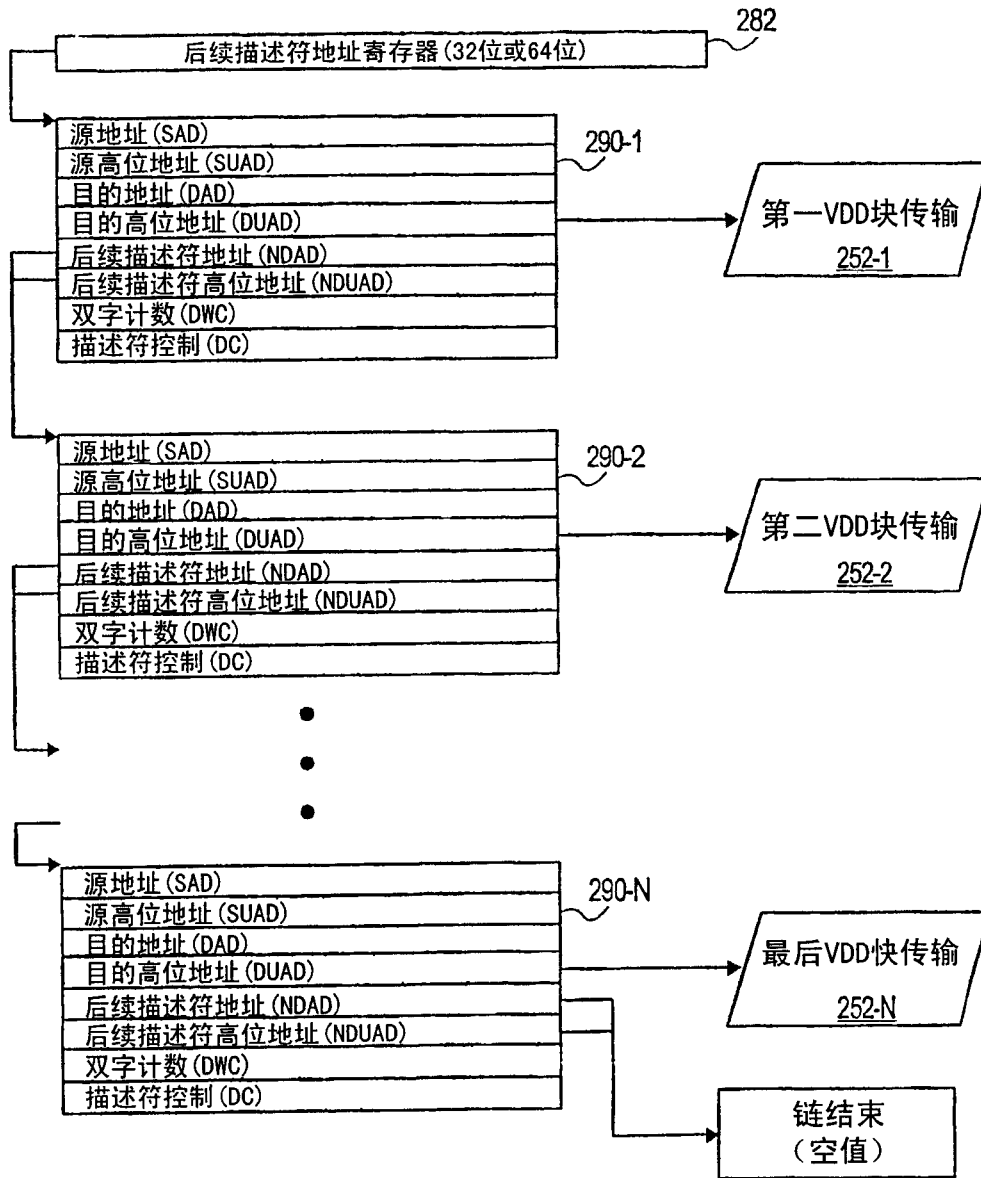 282
后续描述符地址寄存器(32位或64位)
源地址(SAD)
源高位地址(SUAD)
目的地址(DAD)
目的高位地址(DUAD)
后续描述符地址(NDAD)
后续描述符高位地址(NDUAD)
双字计数(DWC)
描述符控制(DC)
290-1
第一VDD块传输
252-1
源地址(SAD)
源高位地址(SUAD)
目的地址(DAD)
目的高位地址(DUAD)
后续描述符地址(NDAD)
后续描述符高位地址(NDUAD)
双字计数(DWC)
描述符控制(DC)
290-2
第二VDD块传输
252-2
源地址(SAD)
源高位地址(SUAD)
目的地址(DAD)
目的高位地址(DUAD)
后续描述符地址(NDAD)
后续描述符高位地址(NDUAD)
双字计数(DWC)
描述符控制(DC)
290-N
最后VDD快传输
252-N
链结束
(空值)